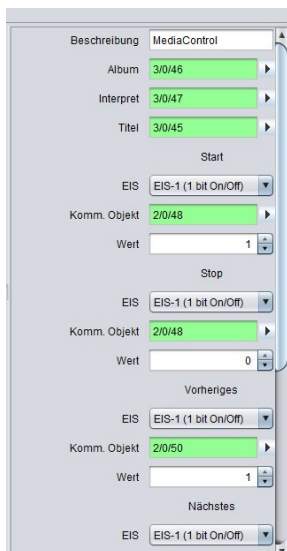 Beschreibung MediaControl
Album 3/0/46
Interpret 3/0/47
Titel 3/0/45
Start
EIS EIS-1 (1 bit On/Off)
Komm. Objekt 2/0/48
Wert 1
Stop
EIS EIS-1 (1 bit On/Off)
Komm. Objekt 2/0/48
Wert 0
Vorheriges
EIS EIS-1 (1 bit On/Off)
Komm. Objekt 2/0/50
Wert 1
Nächstes
EIS EIS-1 (1 bit On/Off)